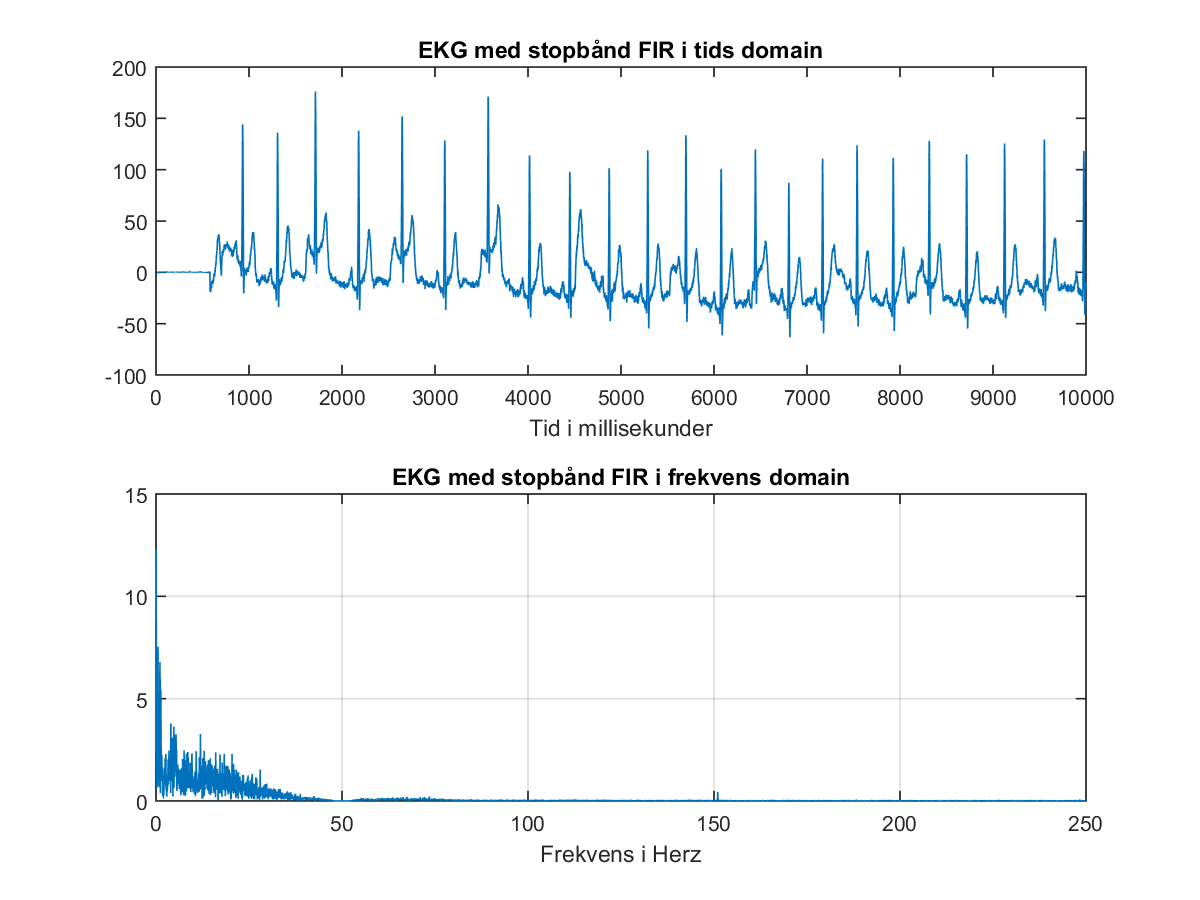 EKG med stopbånd FIR i tids domain
200
150
100
50
0
-50
-100
0 1000 2000 3000 4000 5000 6000 7000 8000 9000 10000
Tid i millisekunder
EKG med stopbånd FIR i frekvens domain
15
10
5
0
0 50 100 150 200 250
Frekvens i Herz